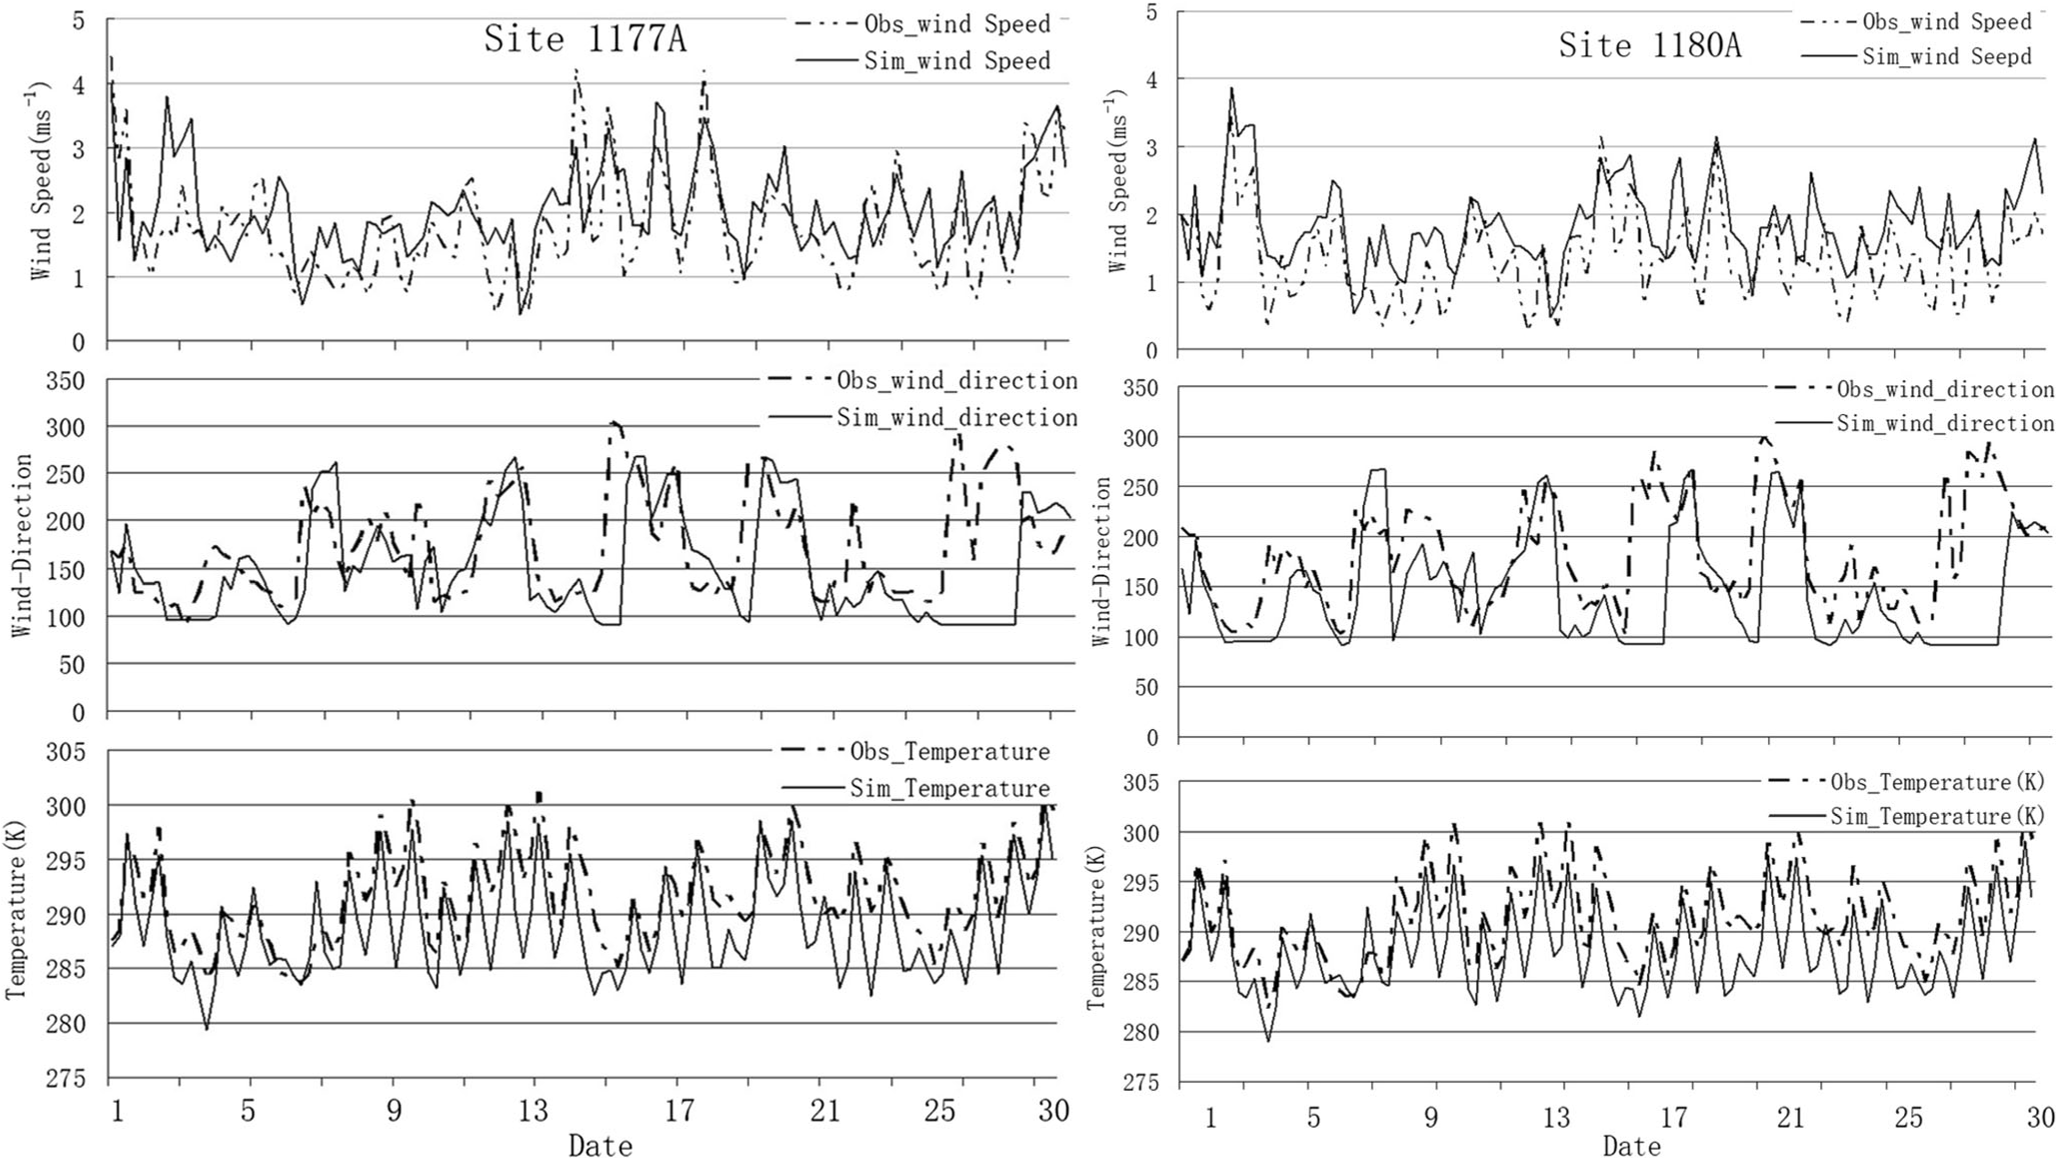 Site 1177A
Obs_wind Speed
Sim_wind Speed
Wind Speed(ms⁻¹)
5
4
3
2
1
0
Site 1180A
Obs_wind Speed
Sim_wind Seepd
Wind Speed(ms⁻¹)
5
4
3
2
1
0
Obs_wind_direction
Sim_wind_direction
Wind-Direction
350
300
250
200
150
100
50
0
Obs_wind_direction
Sim_wind_direction
Wind-Direction
350
300
250
200
150
100
50
0
Obs_Temperature
Sim_Temperature
Temperature(K)
305
300
295
290
285
280
275
1 5 9 13 17 21 25 30
Date
Obs_Temperature(K)
Sim_Temperature(K)
Temperature(K)
305
300
295
290
285
280
275
1 5 9 13 17 21 25 30
Date